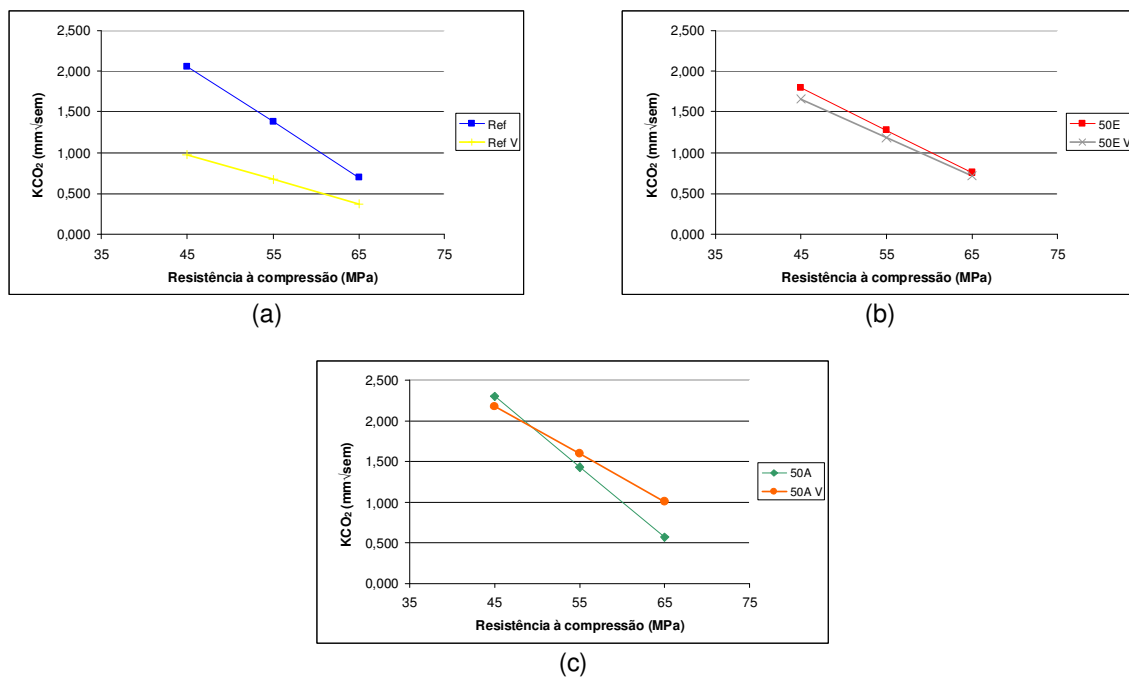 2,500
2,000
1,500
1,000
0,500
0,000
35 45 55 65 75
KCO₂ (mm√sem)
Resistência à compressão (MPa)
Ref
Ref V
(a)
2,500
2,000
1,500
1,000
0,500
0,000
35 45 55 65 75
KCO₂ (mm√sem)
Resistência à compressão (MPa)
50E
50E V
(b)
2,500
2,000
1,500
1,000
0,500
0,000
35 45 55 65 75
KCO₂ (mm√sem)
Resistência à compressão (MPa)
50A
50A V
(c)